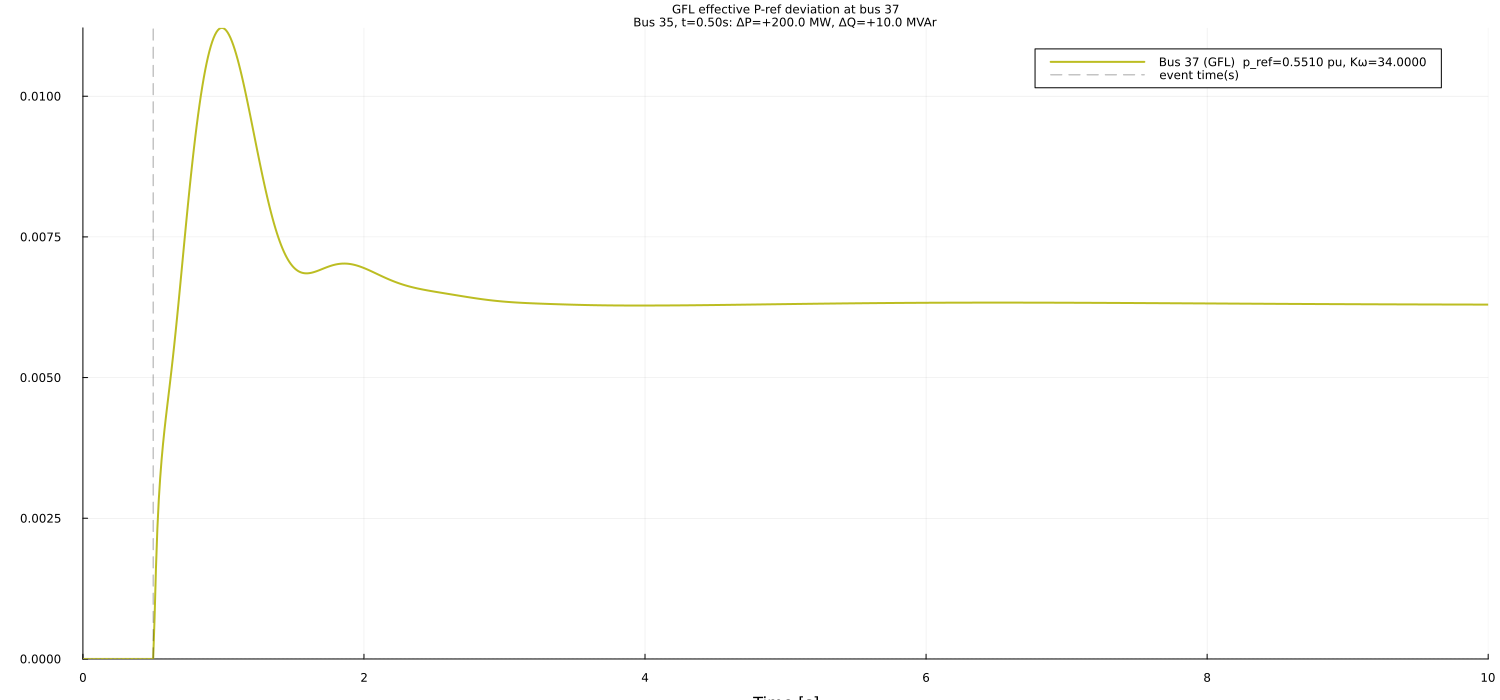 GFL effective P-ref deviation at bus 37
Bus 35, t=0.50s: ΔP=+200.0 MW, ΔQ=+10.0 MVAr
Bus 37 (GFL)  p_ref=0.5510 pu, Kω=34.0000
event time(s)
0.0100
0.0075
0.0050
0.0025
0.0000
0 2 4 6 8 10
Time [s]